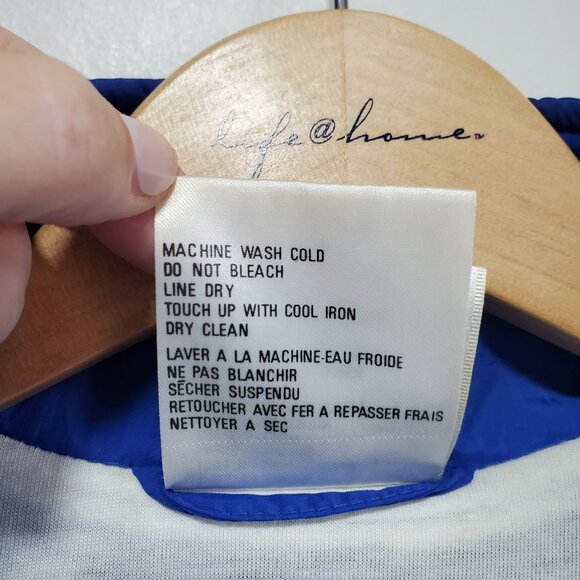 life@home
MACHINE WASH COLD
DO NOT BLEACH
LINE DRY
TOUCH UP WITH COOL IRON
DRY CLEAN
LAVER A LA MACHINE-EAU FROIDE
NE PAS BLANCHIR
SĒCHER SUSPENDU
RETOUCHER AVEC FER A REPASSER FRAIS
NETTOYER A SEC